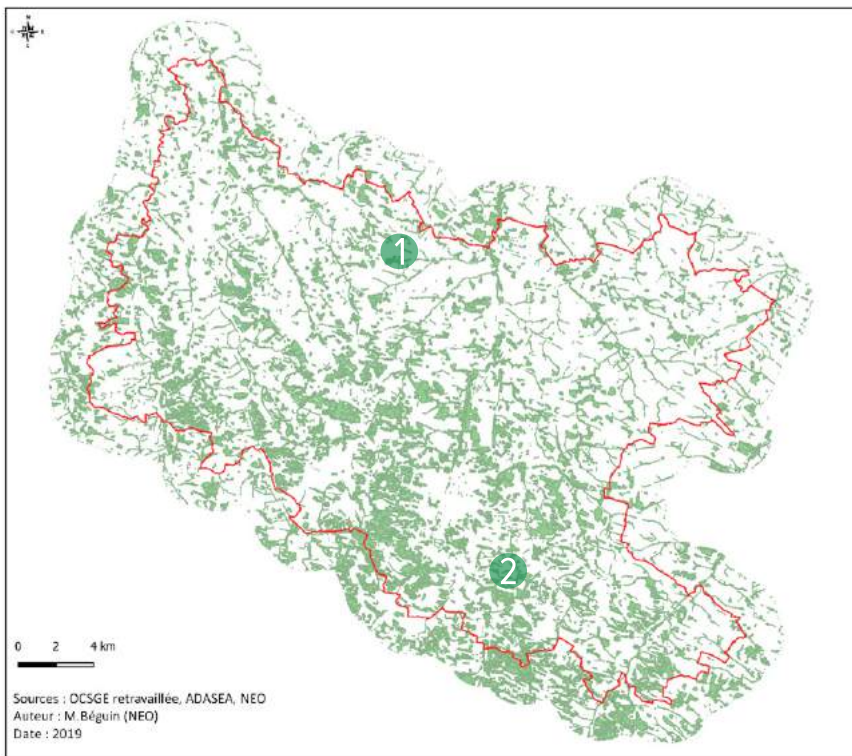 1
2
0 2 4 km
Sources : OCSGE retravaillée, ADASEA, NEO
Auteur : M.Béguin (NEO)
Date : 2019